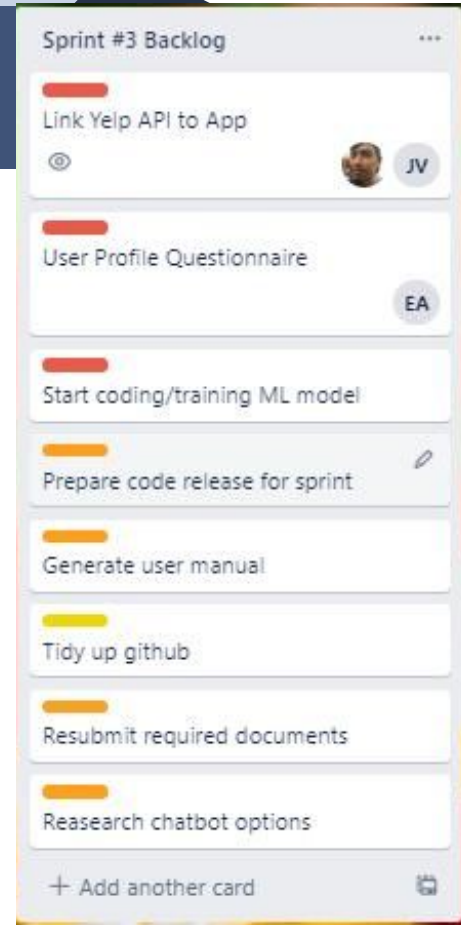 Sprint #3 Backlog
Link Yelp API to App
JV
User Profile Questionnaire
EA
Start coding/training ML model
Prepare code release for sprint
Generate user manual
Tidy up github
Resubmit required documents
Reasearch chatbot options
+ Add another card